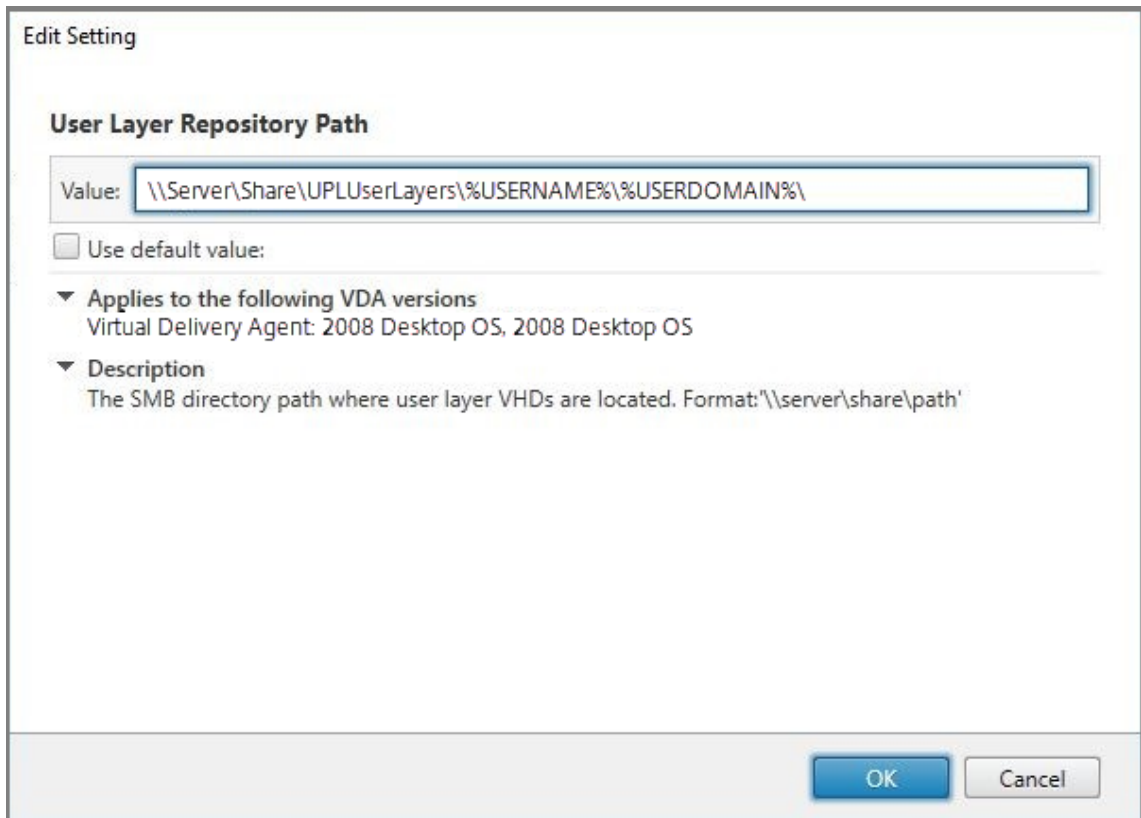 Edit Setting
User Layer Repository Path
Value: \\Server\Share\UPLUserLayers\%USERNAME%\%USERDOMAIN%\
Use default value:
Applies to the following VDA versions
Virtual Delivery Agent: 2008 Desktop OS, 2008 Desktop OS
Description
The SMB directory path where user layer VHDs are located. Format:'\\server\share\path'
OK Cancel